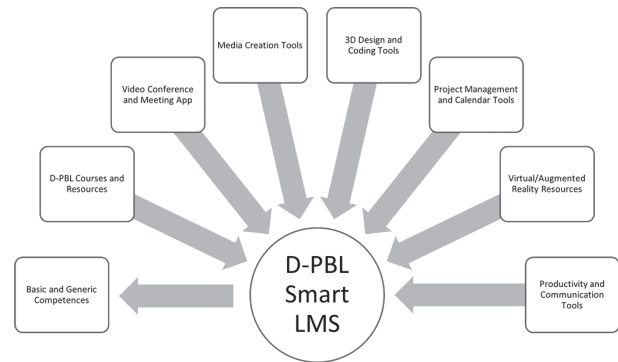 Media Creation Tools
3D Design and
Coding Tools
Video Conference
and Meeting App
Project Management
and Calendar Tools
D-PBL Courses and
Resources
Virtual/Augmented
Reality Resources
Basic and Generic
Competences
D-PBL
Smart
LMS
Productivity and
Communication
Tools